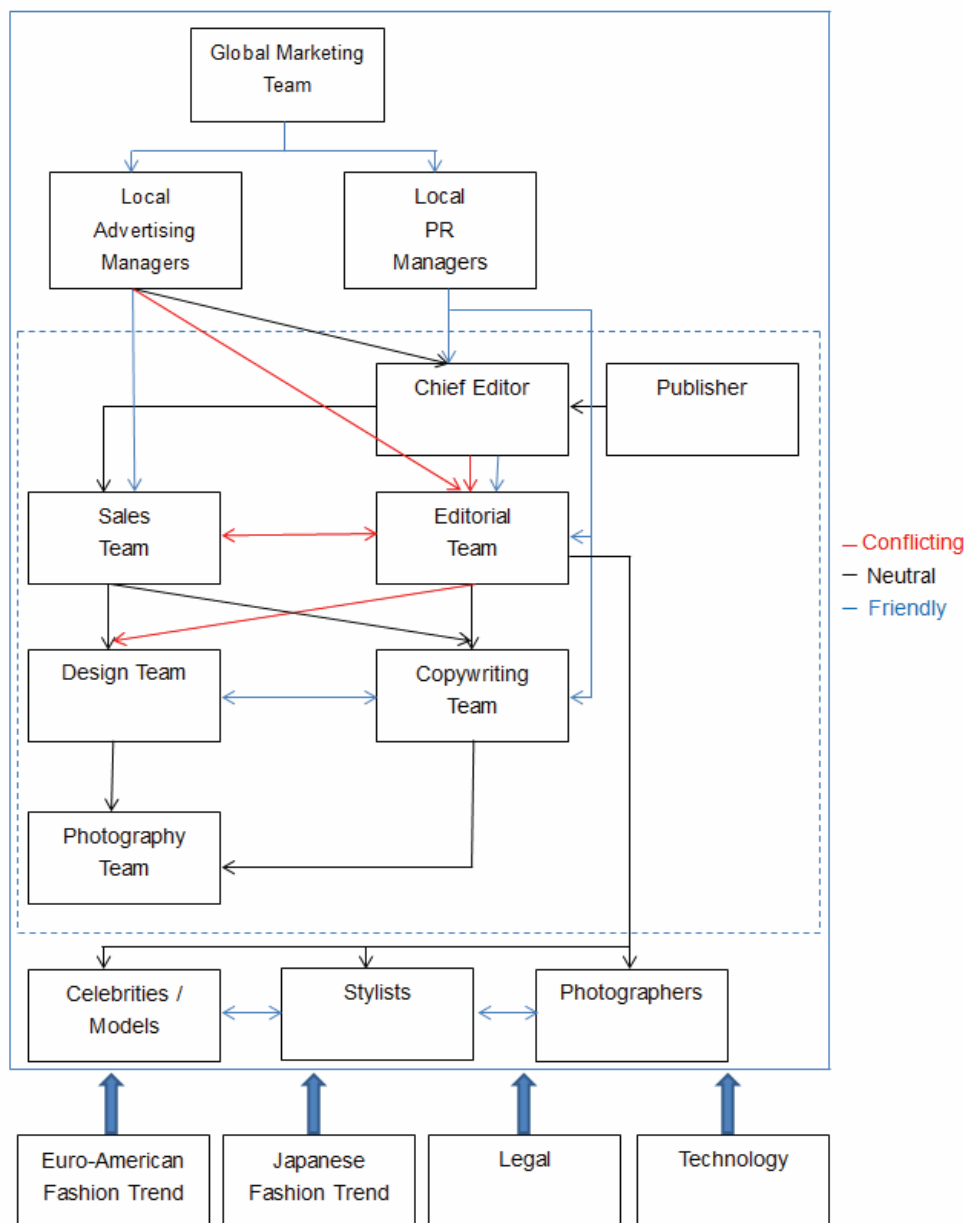 Global Marketing
Team
Local
Advertising
Managers
Local
PR
Managers
Chief Editor
Publisher
Sales
Team
Editorial
Team
Conflicting
Neutral
Friendly
Design Team
Copywriting
Team
Photography
Team
Celebrities /
Models
Stylists
Photographers
Euro-American
Fashion Trend
Japanese
Fashion Trend
Legal
Technology